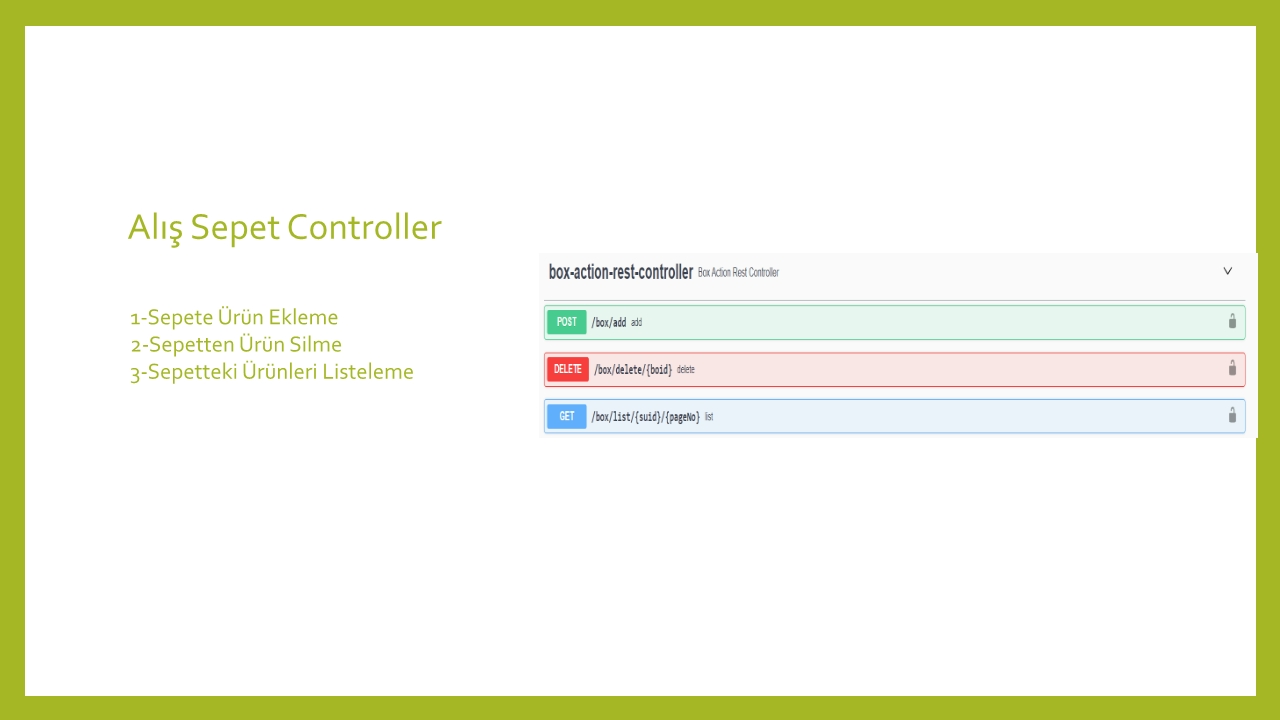 Alış Sepet Controller
1-Sepete Ürün Ekleme
2-Sepetten Ürün Silme
3-Sepetteki Ürünleri Listeleme
box-action-rest-controller Box Action Rest Controller
POST /box/add add
DELETE /box/delete/{boid} delete
GET /box/list/{suid}/{pageNo} list